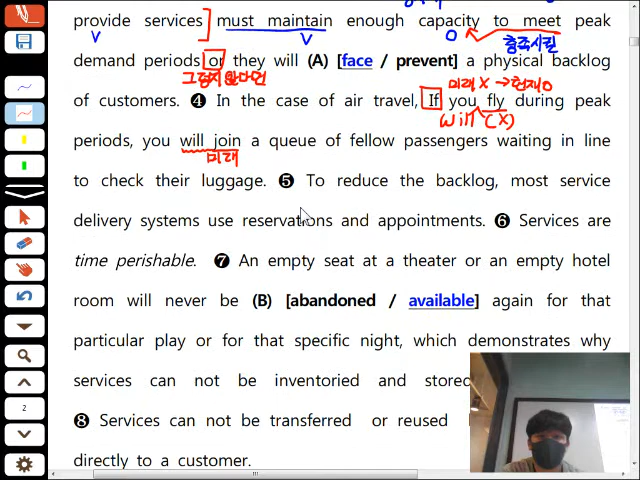 provide services] must maintain enough capacity to meet peak
V V O 충족시킬
demand periods or they will (A) [face / prevent] a physical backlog
그렇지 않다면 미래X → 현재O
of customers. ❹ In the case of air travel, If you fly during peak
will (X)
periods, you will join a queue of fellow passengers waiting in line
미래
to check their luggage. ❺ To reduce the backlog, most service
delivery systems use reservations and appointments. ❻ Services are
time perishable. ❼ An empty seat at a theater or an empty hotel
room will never be (B) [abandoned / available] again for that
particular play or for that specific night, which demonstrates why
services can not be inventoried and
❽ Services can not be transferred or reused
directly to a customer.
2